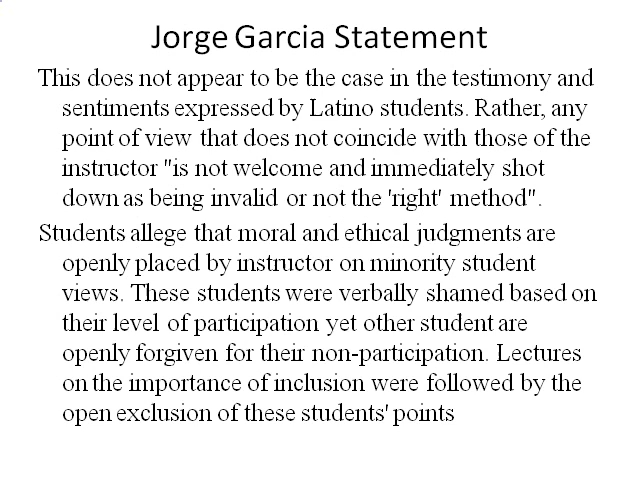 Jorge Garcia Statement
This does not appear to be the case in the testimony and
sentiments expressed by Latino students. Rather, any
point of view that does not coincide with those of the
instructor "is not welcome and immediately shot
down as being invalid or not the 'right' method".
Students allege that moral and ethical judgments are
openly placed by instructor on minority student
views. These students were verbally shamed based on
their level of participation yet other student are
openly forgiven for their non-participation. Lectures
on the importance of inclusion were followed by the
open exclusion of these students' points